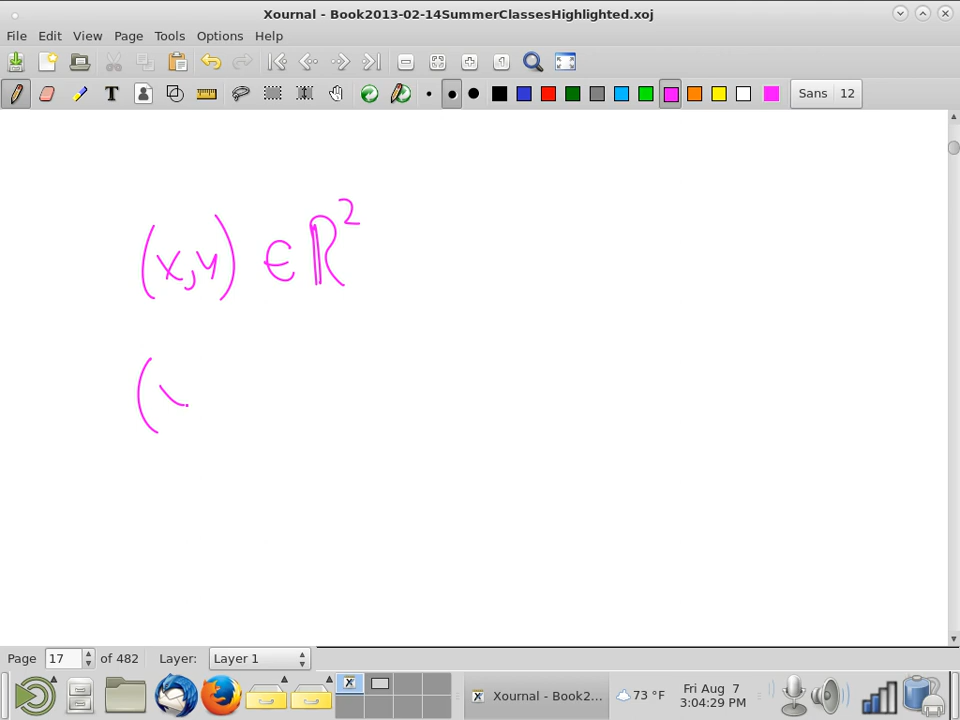 Xournal - Book2013-02-14SummerClassesHighlighted.xoj
File Edit View Page Tools Options Help
Sans 12
(x,y) ∈ ℝ²
(
Page 17 of 482 Layer: Layer 1
Xournal - Book2... 73 °F Fri Aug 7
3:04:29 PM